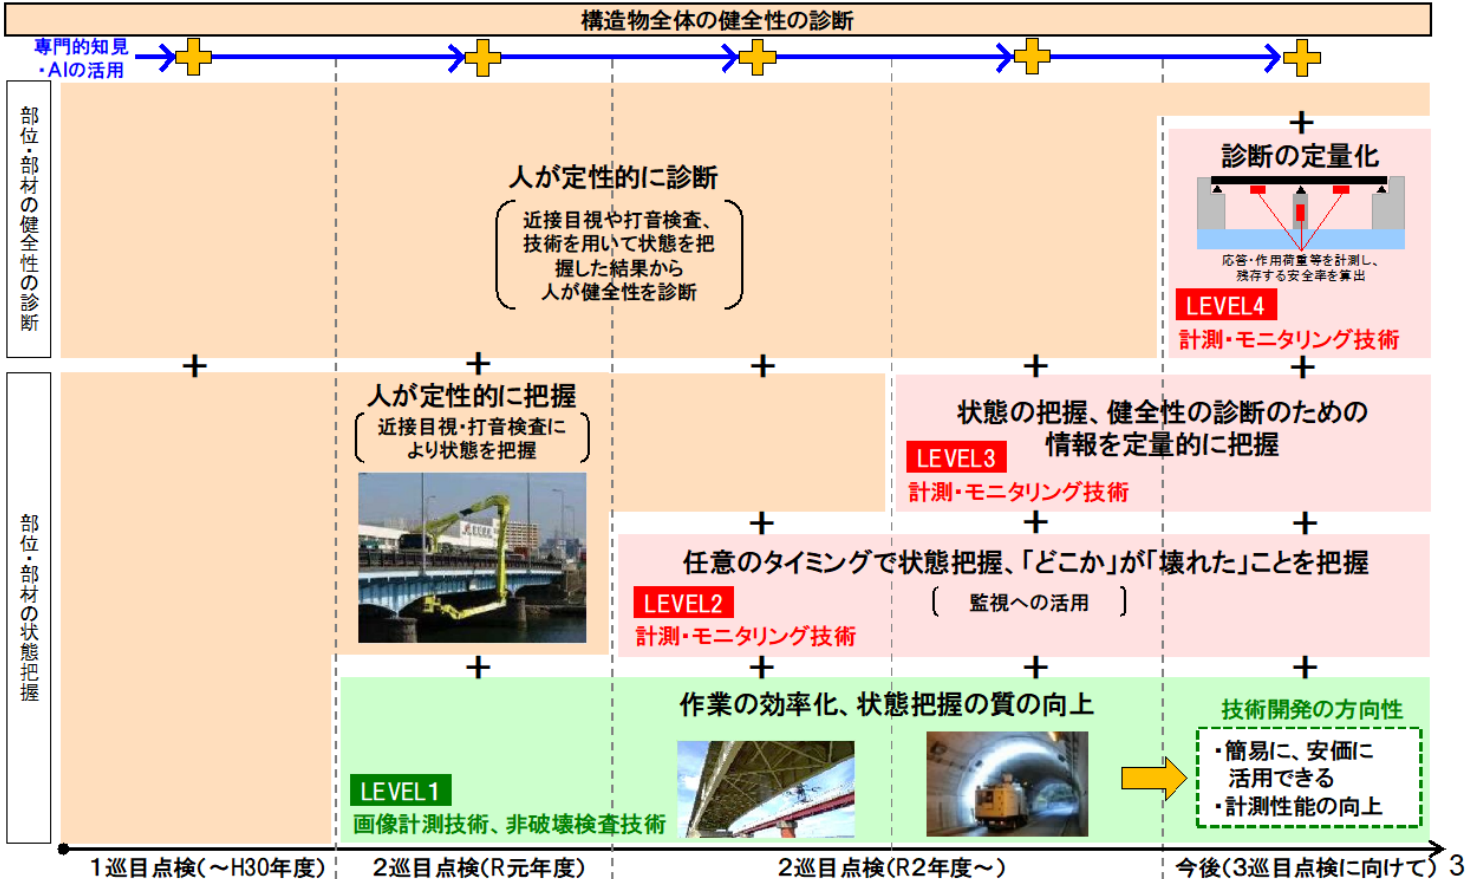 構造物全体の健全性の診断
専門的知見
・AIの活用
部位・部材の健全性の診断
人が定性的に診断
近接目視や打音検査、
技術を用いて状態を把
握した結果から
人が健全性を診断
診断の定量化
応答・作用荷重等を計測し、
残存する安全率を算出
LEVEL4
計測・モニタリング技術
部位・部材の状態把握
人が定性的に把握
近接目視・打音検査に
より状態を把握
状態の把握、健全性の診断のための
情報を定量的に把握
LEVEL3
計測・モニタリング技術
任意のタイミングで状態把握、「どこか」が「壊れた」ことを把握
監視への活用
LEVEL2
計測・モニタリング技術
作業の効率化、状態把握の質の向上
LEVEL1
画像計測技術、非破壊検査技術
技術開発の方向性
・簡易に、安価に
活用できる
・計測性能の向上
1巡目点検(～H30年度)
2巡目点検(R元年度)
2巡目点検(R2年度～)
今後(3巡目点検に向けて)
3